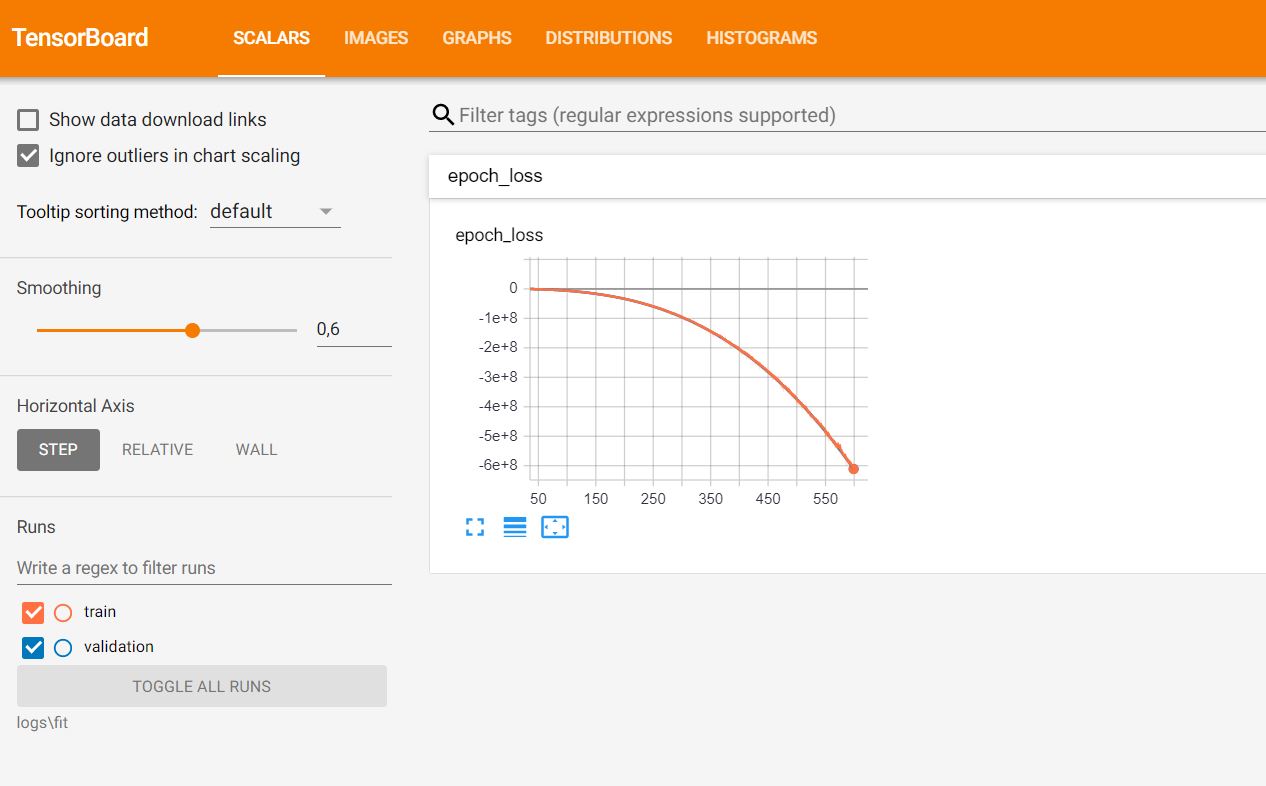 TensorBoard SCALARS IMAGES GRAPHS DISTRIBUTIONS HISTOGRAMS
Show data download links
Ignore outliers in chart scaling
Tooltip sorting method: default
Smoothing
0,6
Horizontal Axis
STEP RELATIVE WALL
Runs
Write a regex to filter runs
train
validation
TOGGLE ALL RUNS
logs\fit
Filter tags (regular expressions supported)
epoch_loss
epoch_loss
0
-1e+8
-2e+8
-3e+8
-4e+8
-5e+8
-6e+8
50 150 250 350 450 550